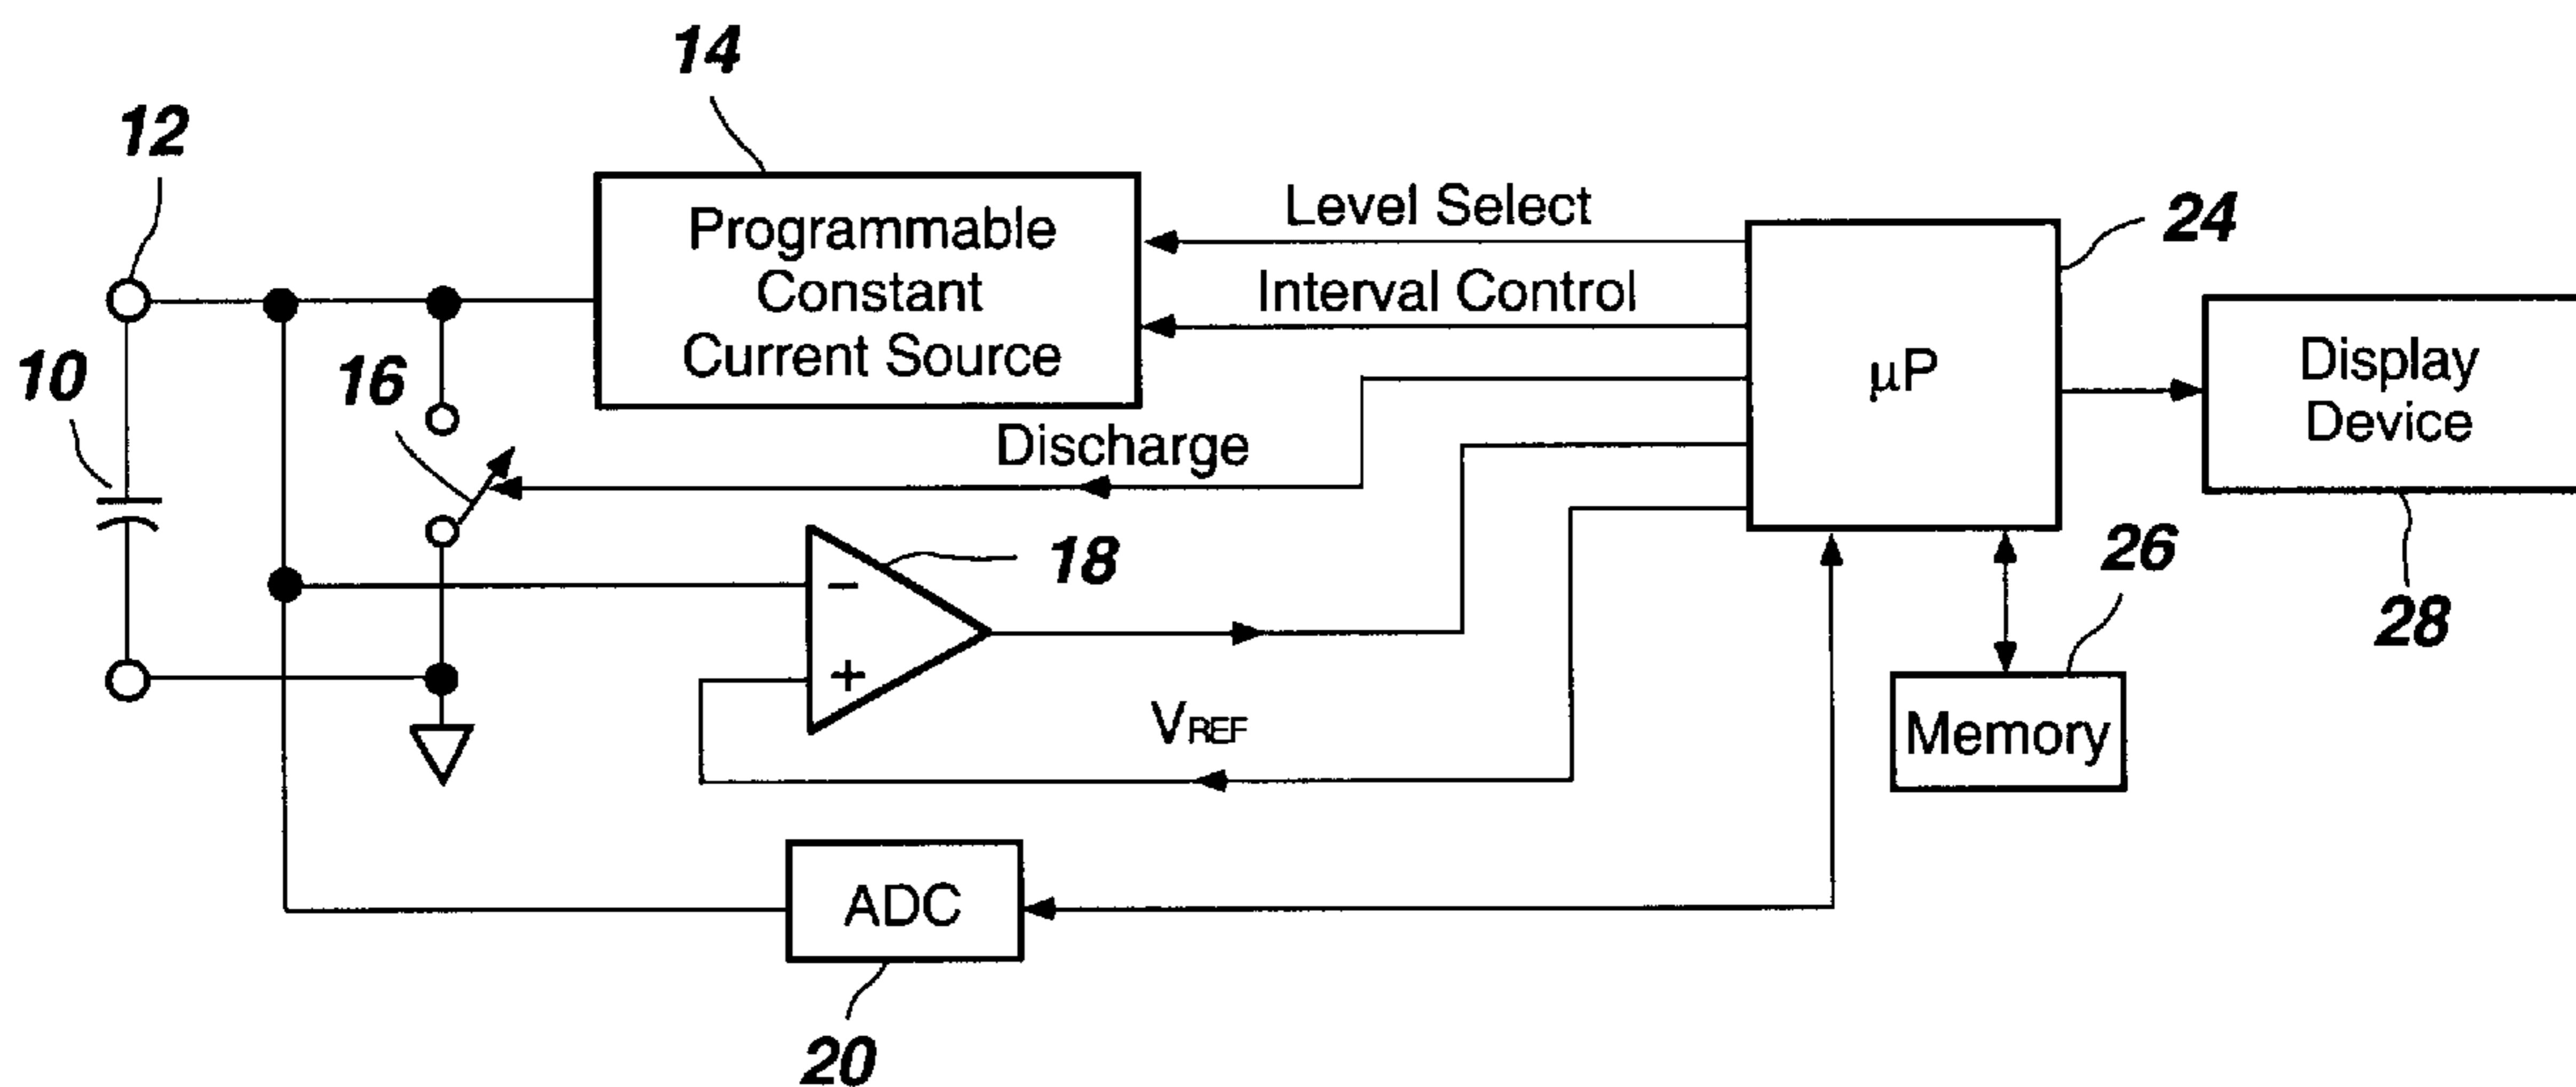 14
12
Programmable
Constant
Current Source
Level Select
Interval Control
24
μP
Display
Device
10
16
Discharge
18
−
+
26
28
VREF
Memory
ADC
20